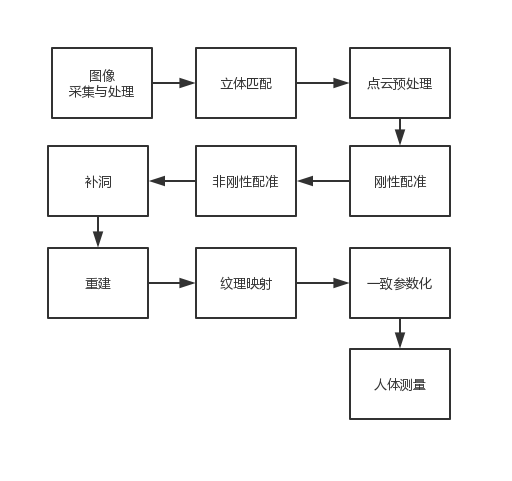 图像
采集与处理
立体匹配
点云预处理
补洞
非刚性配准
刚性配准
重建
纹理映射
一致参数化
人体测量